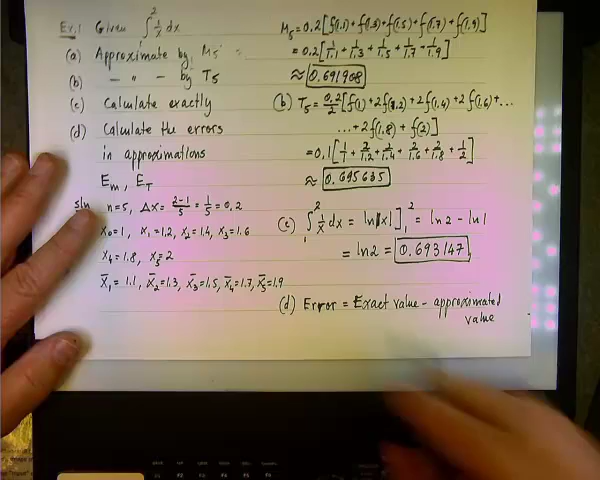 Ex.1 Given ∫₁² 1/x dx
(a) Approximate by M5
(b) – " – by T5
(c) Calculate exactly
(d) Calculate the errors
in approximations
Em, ET
sln n=5, Δx = (2-1)/5 = 1/5 = 0.2
x₀=1, x₁=1.2, x₂=1.4, x₃=1.6
x₄=1.8, x₅=2
x̄₁=1.1, x̄₂=1.3, x̄₃=1.5, x̄₄=1.7, x̄₅=1.9
M₅=0.2[f(1.1)+f(1.3)+f(1.5)+f(1.7)+f(1.9)]
=0.2[1/1.1+1/1.3+1/1.5+1/1.7+1/1.9]
≈ 0.691908
(b) T₅ = 0.2/2 [f(1)+2f(1.2)+2f(1.4)+2f(1.6)+...
...+2f(1.8)+f(2)]
=0.1[1/1+2/1.2+2/1.4+2/1.6+2/1.8+1/2]
≈ 0.695635
(c) ∫₁² 1/x dx = ln|x|]₁² = ln2 - ln1
= ln2 = 0.693147
(d) Error = Exact value - approximated
value